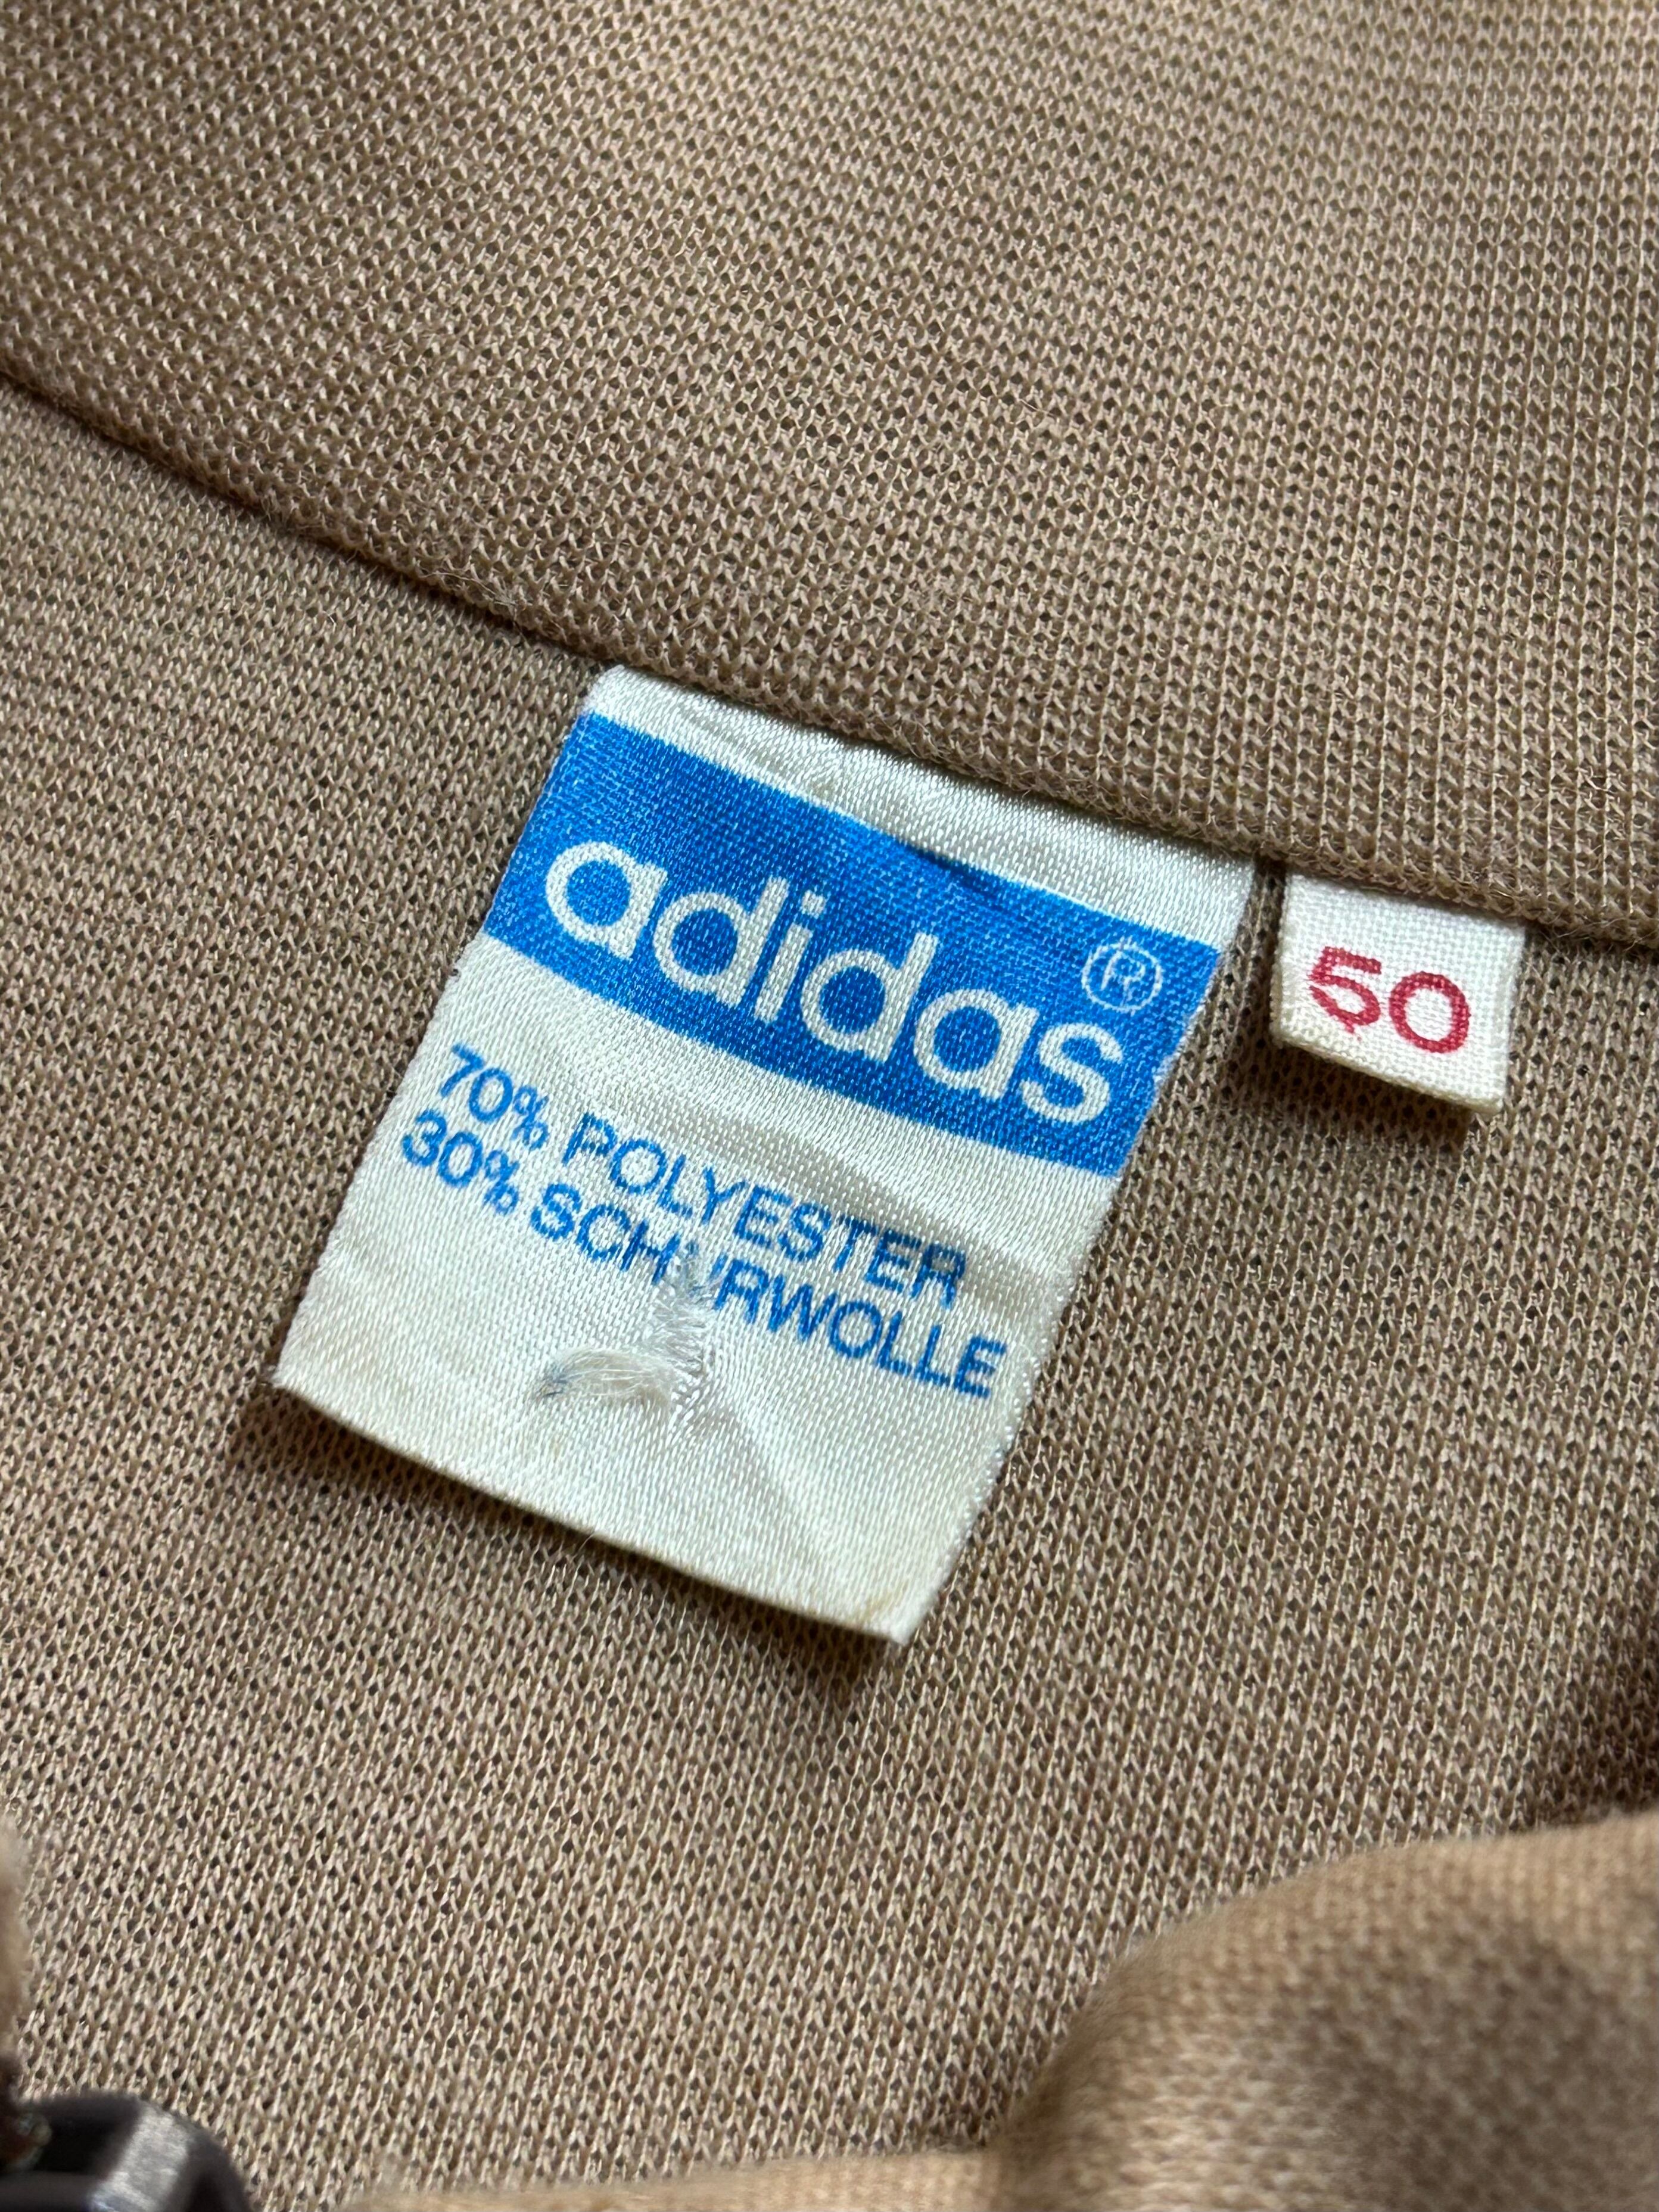 adidas ®
50
70% POLYESTER
30% SCHURWOLLE